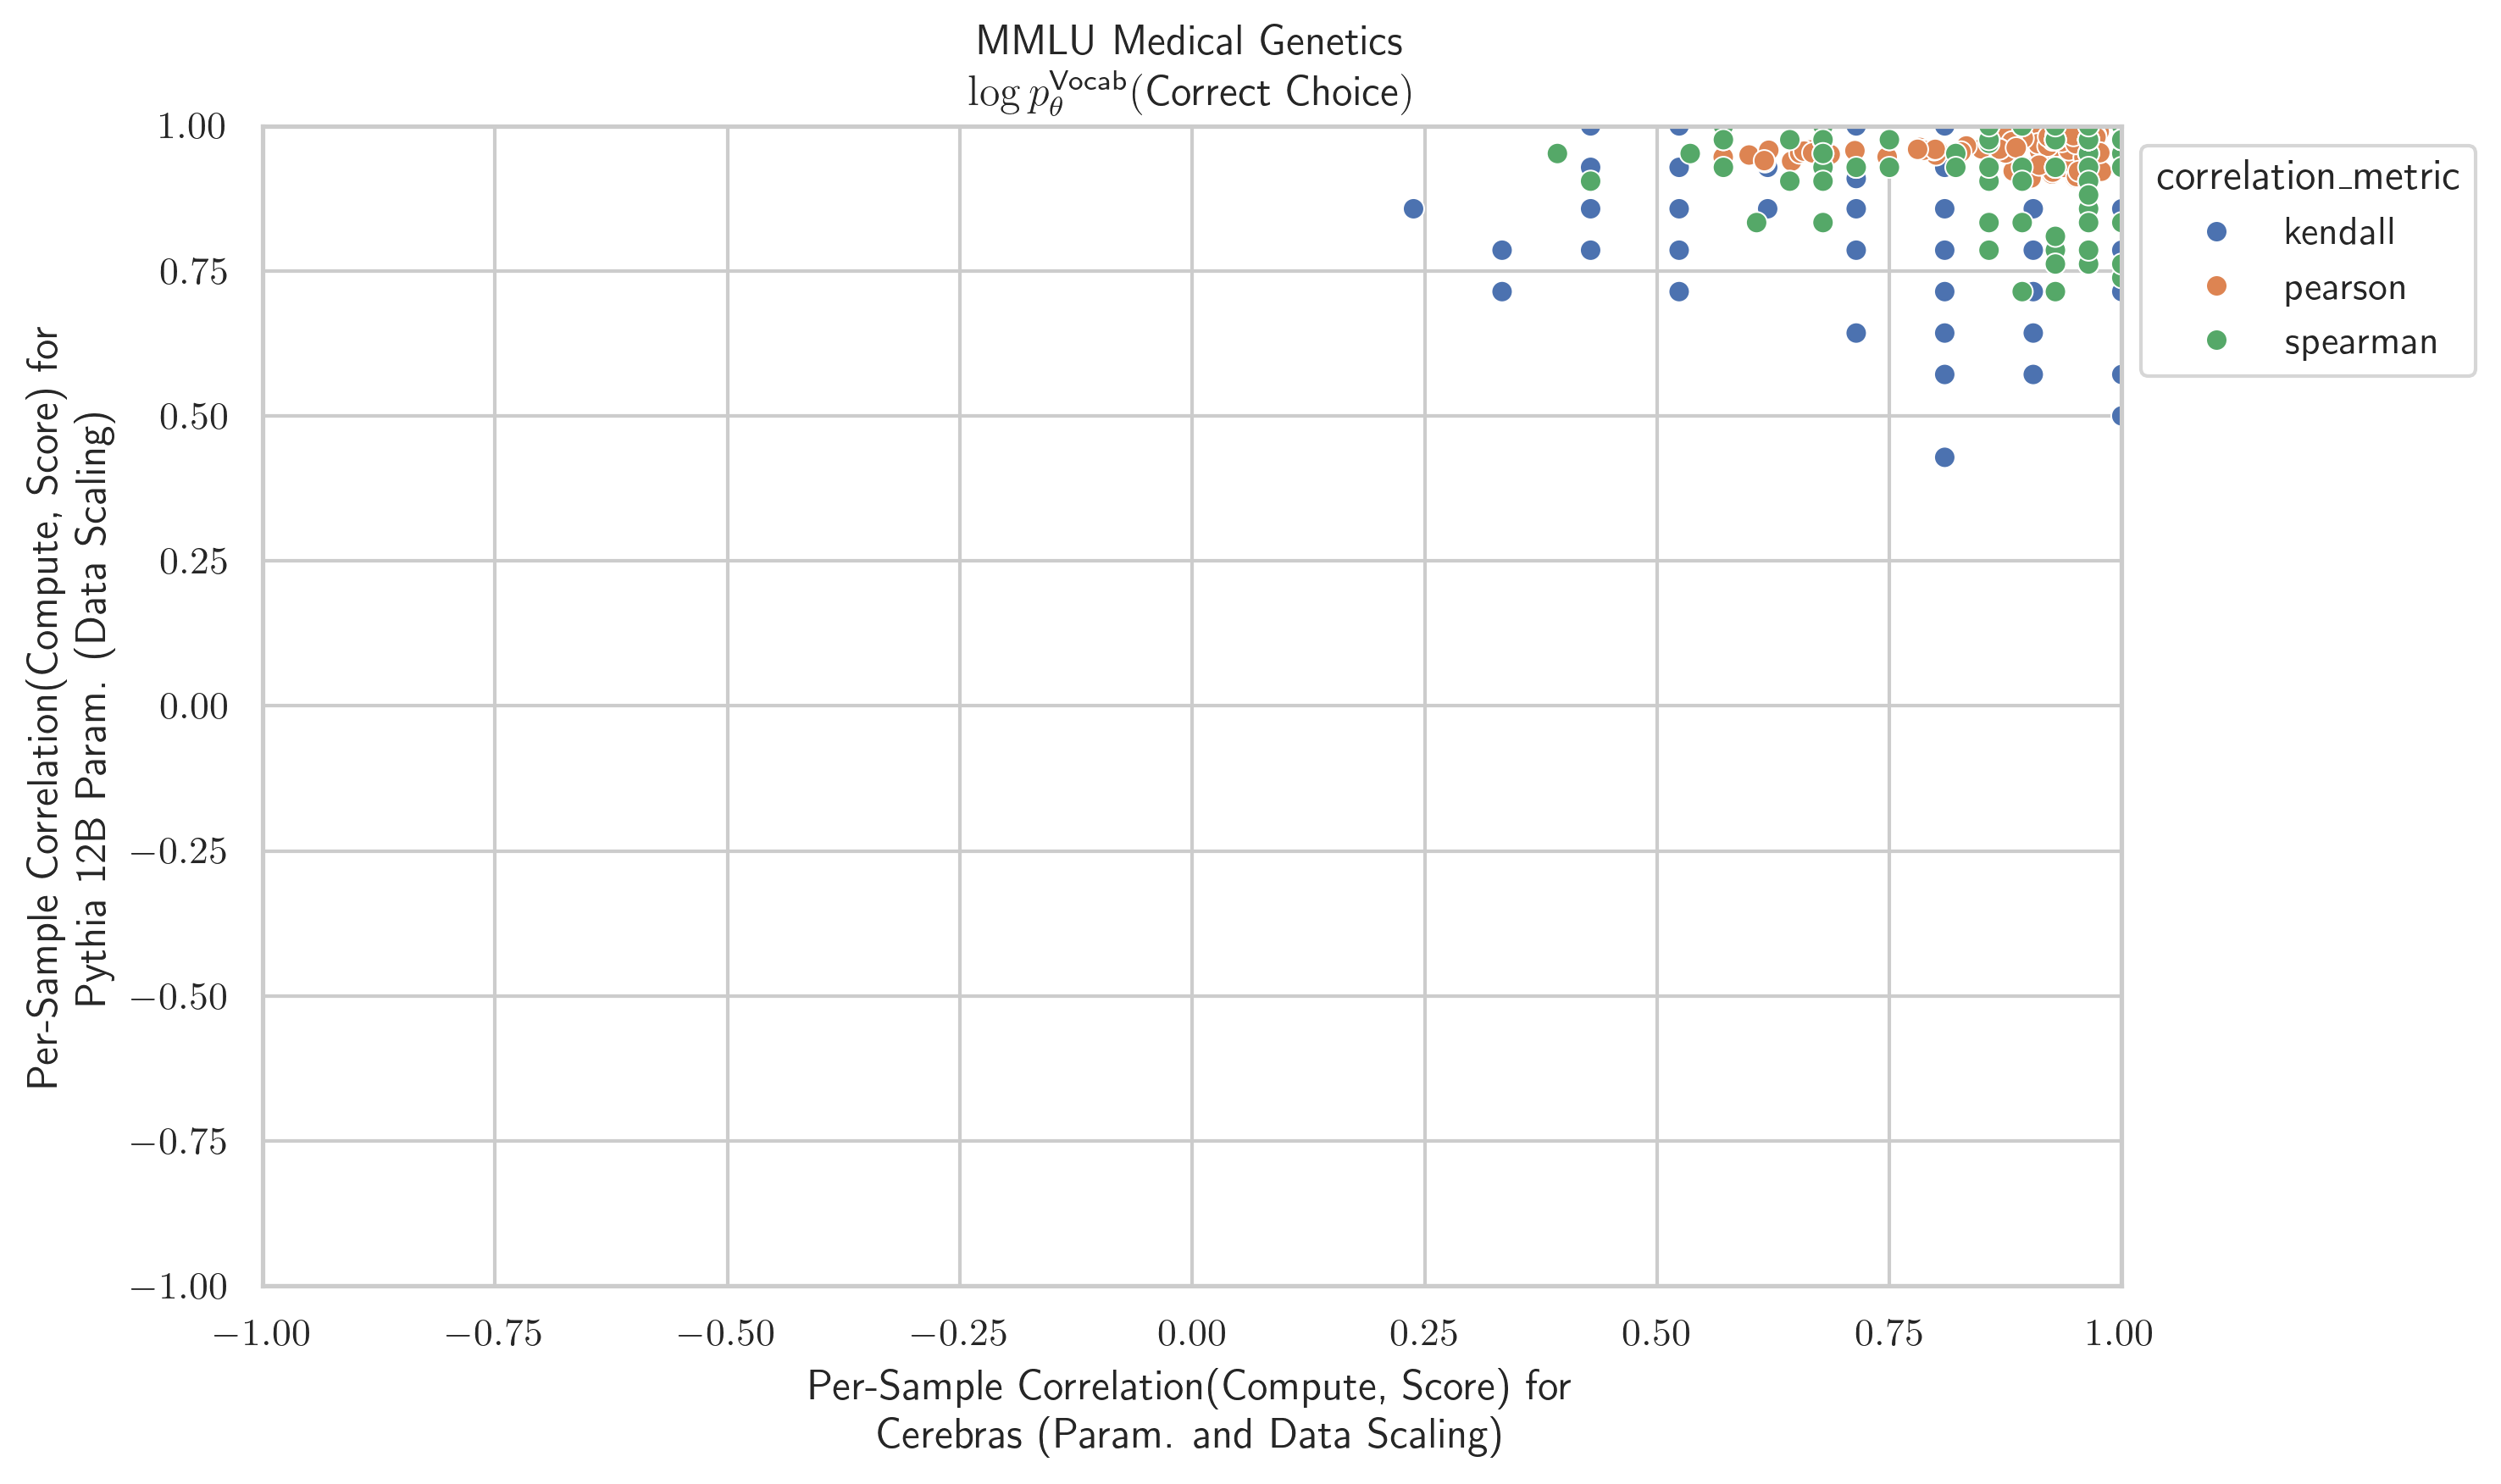 MMLU Medical Genetics
log p_θ^Vocab(Correct Choice)
1.00
0.75
0.50
0.25
0.00
−0.25
−0.50
−0.75
−1.00
Per-Sample Correlation(Compute, Score) for
Pythia 12B Param. (Data Scaling)
−1.00 −0.75 −0.50 −0.25 0.00 0.25 0.50 0.75 1.00
Per-Sample Correlation(Compute, Score) for
Cerebras (Param. and Data Scaling)
correlation_metric
kendall
pearson
spearman